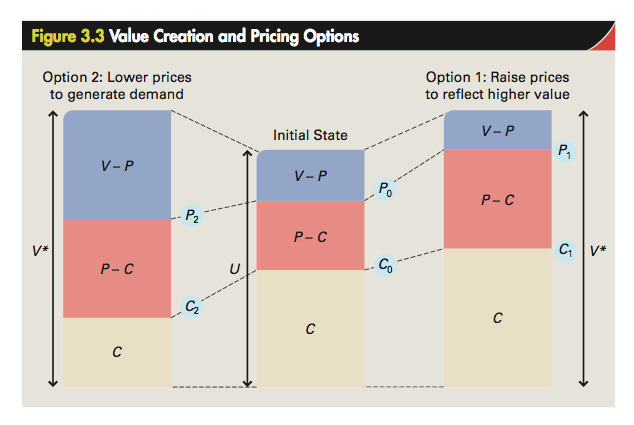 Figure 3.3 Value Creation and Pricing Options
Option 2: Lower prices
to generate demand
Option 1: Raise prices
to reflect higher value
Initial State
V – P
V – P
V – P
P₁
P₀
P₂
P – C
P – C
P – C
V*
U
C₁
V*
C₀
C₂
C
C
C